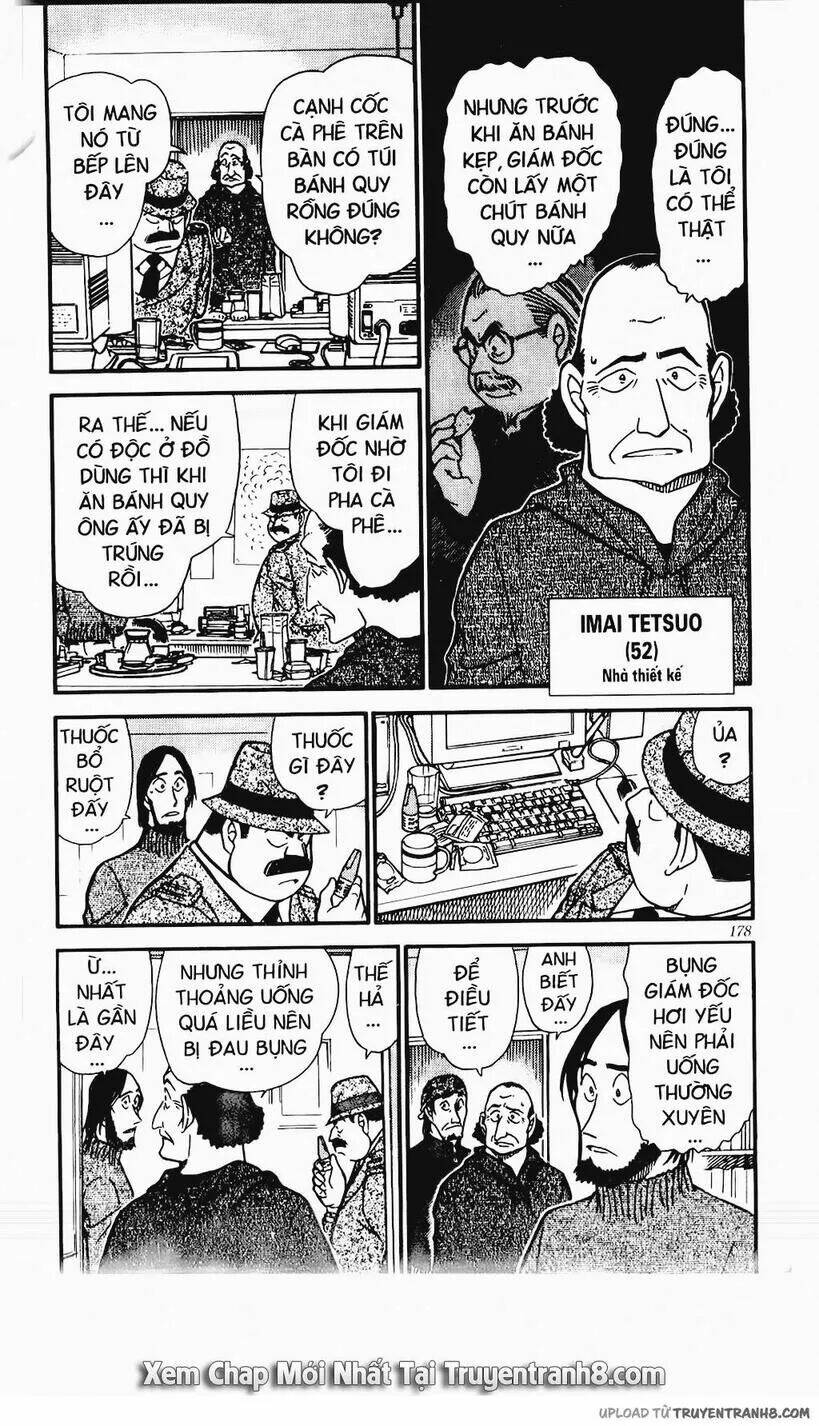 ĐÚNG...
ĐÚNG
LÀ TÔI
CÓ THỂ
THẬT
...
NHƯNG TRƯỚC
KHI ĂN BÁNH
KẸP, GIÁM ĐỐC
CÒN LẤY MỘT
CHÚT BÁNH
QUY NỮA
...
IMAI TETSUO
(52)
Nhà thiết kế
CẠNH CỐC
CÀ PHÊ TRÊN
BÀN CÓ TÚI
BÁNH QUY
RỖNG ĐÚNG
KHÔNG?
TÔI MANG
NÓ TỪ
BẾP LÊN
ĐÂY
...
KHI GIÁM
ĐỐC NHỜ
TÔI ĐI
PHA CÀ
PHÊ...
RA THẾ... NẾU
CÓ ĐỘC Ở ĐỒ
DÙNG THÌ KHI
ĂN BÁNH QUY
ÔNG ẤY ĐÃ BỊ
TRÚNG
RỒI...
ỦA
?
THUỐC
GÌ ĐÂY
?
THUỐC
BỔ
RUỘT
ĐẤY
...
178
BỤNG
GIÁM ĐỐC
HƠI YẾU
NÊN PHẢI
UỐNG
THƯỜNG
XUYÊN
...
ANH
BIẾT
ĐẤY...
ĐỂ
ĐIỀU
TIẾT
...
THẾ
HẢ
...
NHƯNG THỈNH
THOẢNG UỐNG
QUÁ LIỀU NÊN
BỊ ĐAU BỤNG
...
Ừ...
NHẤT
LÀ GẦN
ĐÂY
...
Xem Chap Mới Nhất Tại Truyentranh8.com)
UPLOAD TỪ TRUYENTRANH8.COM